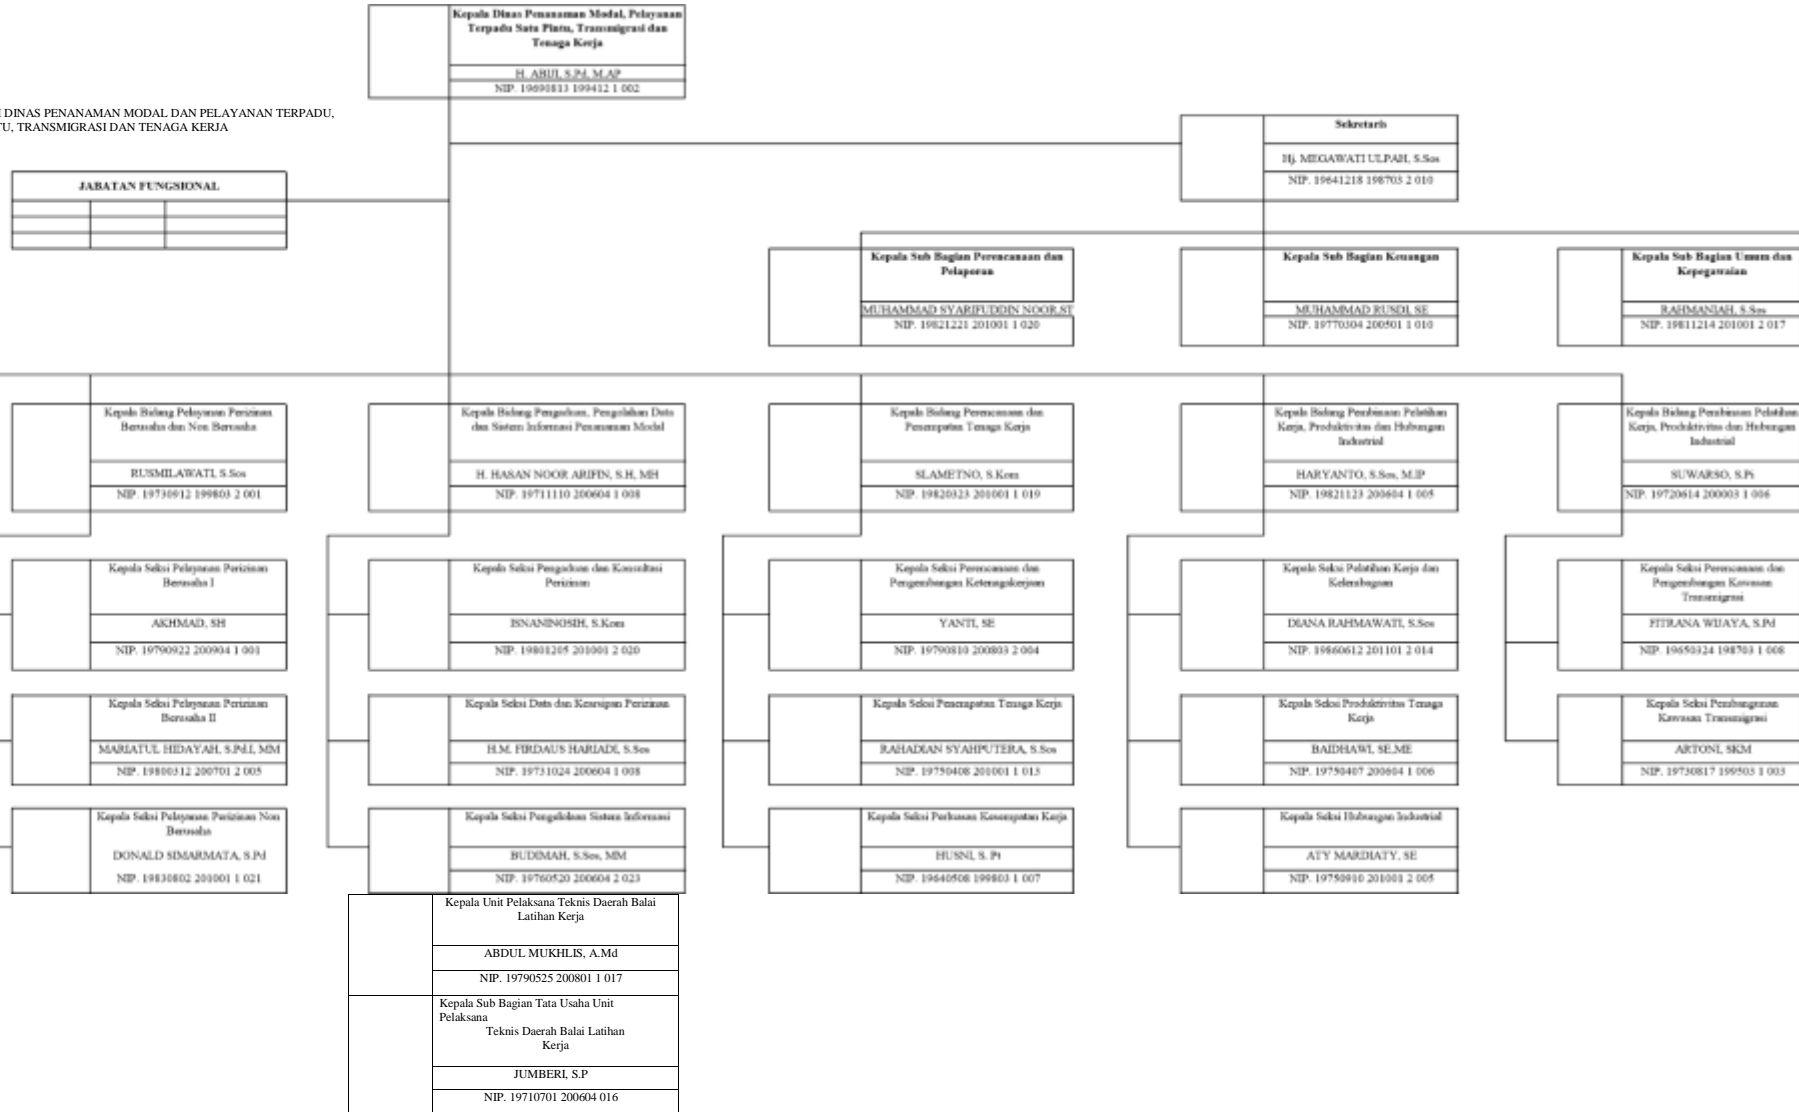 Kepala Dinas Penanaman Modal, Pelayanan
Terpadu Satu Pintu, Transmigrasi dan
Tenaga Kerja
H. ABUL, S.Pd, M.AP
NIP. 19690813 199412 1 002
DINAS PENANAMAN MODAL DAN PELAYANAN TERPADU,
TU, TRANSMIGRASI DAN TENAGA KERJA
Sekretaris
Hj. MEGAWATI ULPAH, S.Sos
NIP. 19641218 198703 2 010
JABATAN FUNGSIONAL
Kepala Sub Bagian Perencanaan dan
Pelaporan
MUHAMMAD SYARIFUDDIN NOOR,ST
NIP. 19821221 201001 1 020
Kepala Sub Bagian Keuangan
MUHAMMAD RUSDI, SE
NIP. 19770304 200501 1 010
Kepala Sub Bagian Umum dan
Kepegawaian
RAHMANIAH, S.Sos
NIP. 19811214 201001 2 017
Kepala Bidang Pelayanan Perizinan
Berusaha dan Non Berusaha
RUSMILAWATI, S.Sos
NIP. 19730912 199803 2 001
Kepala Bidang Pengaduan, Pengolahan Data
dan Sistem Informasi Penanaman Modal
H. HASAN NOOR ARIFIN, S.H, MH
NIP. 19711110 200604 1 008
Kepala Bidang Perencanaan dan
Penempatan Tenaga Kerja
SLAMETNO, S.Kom
NIP. 19820323 201001 1 019
Kepala Bidang Pembinaan Pelatihan
Kerja, Produktivitas dan Hubungan
Industrial
HARYANTO, S.Sos, M.IP
NIP. 19821123 200604 1 005
Kepala Bidang Pembinaan Pelatihan
Kerja, Produktivitas dan Hubungan
Industrial
SUWARSO, S.Pi
NIP. 19720614 200003 1 006
Kepala Seksi Pelayanan Perizinan
Berusaha I
AKHMAD, SH
NIP. 19790922 200904 1 001
Kepala Seksi Pengaduan dan Konsultasi
Perizinan
ISNANINOSIH, S.Kom
NIP. 19801205 201001 2 020
Kepala Seksi Perencanaan dan
Pengembangan Ketenagakerjaan
YANTI, SE
NIP. 19790810 200803 2 004
Kepala Seksi Pelatihan Kerja dan
Kelembagaan
DIANA RAHMAWATI, S.Sos
NIP. 19860612 201101 2 014
Kepala Seksi Perencanaan dan
Pengembangan Kawasan
Transmigrasi
FITRANA WIJAYA, S.Pd
NIP. 19650324 198703 1 008
Kepala Seksi Pelayanan Perizinan
Berusaha II
MARIATUL HIDAYAH, S.Pd.I, MM
NIP. 19800312 200701 2 005
Kepala Seksi Data dan Kearsipan Perizinan
H.M. FIRDAUS HARIADI, S.Sos
NIP. 19731024 200604 1 008
Kepala Seksi Penempatan Tenaga Kerja
RAHADIAN SYAHPUTERA, S.Sos
NIP. 19750408 201001 1 013
Kepala Seksi Produktivitas Tenaga
Kerja
BAIDHAWI, SE,ME
NIP. 19750407 200604 1 006
Kepala Seksi Pembangunan
Kawasan Transmigrasi
ARTONI, SKM
NIP. 19730817 199503 1 003
Kepala Seksi Pelayanan Perizinan Non
Berusaha
DONALD SIMARMATA, S.Pd
NIP. 19830802 201001 1 021
Kepala Seksi Pengelolaan Sistem Informasi
BUDIMAH, S.Sos, MM
NIP. 19760520 200604 2 023
Kepala Seksi Perluasan Kesempatan Kerja
HUSNI, S. Pt
NIP. 19640508 199803 1 007
Kepala Seksi Hubungan Industrial
ATY MARDIATY, SE
NIP. 19750910 201001 2 005
Kepala Unit Pelaksana Teknis Daerah Balai
Latihan Kerja
ABDUL MUKHLIS, A.Md
NIP. 19790525 200801 1 017
Kepala Sub Bagian Tata Usaha Unit
Pelaksana
Teknis Daerah Balai Latihan
Kerja
JUMBERI, S.P
NIP. 19710701 200604 016